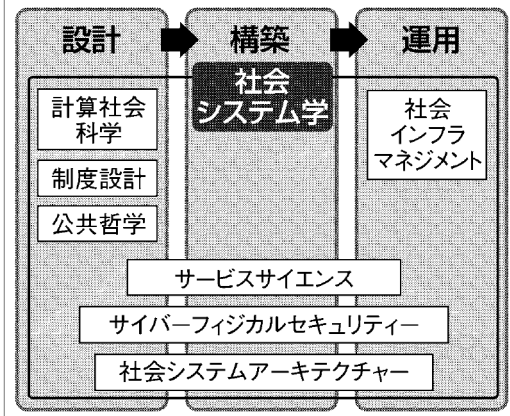 設計
構築
運用
社会
システム学
計算社会
科学
制度設計
公共哲学
社会
インフラ
マネジメント
サービスサイエンス
サイバーフィジカルセキュリティー
社会システムアーキテクチャー